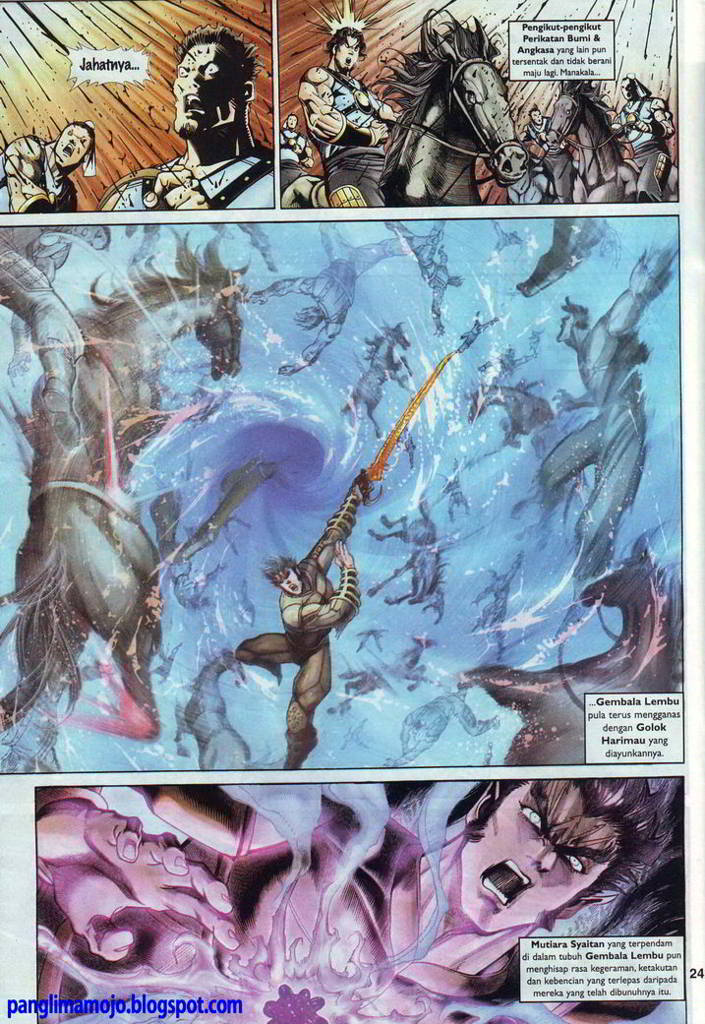 Jahatnya...
Pengikut-pengikut
Perikatan Bumi &
Angkasa yang lain pun
tersentak dan tidak berani
maju lagi. Manakala...
...Gembala Lembu
pula terus mengganas
dengan Golok
Harimau yang
diayunkannya.
Mutiara Syaitan yang terpendam
di dalam tubuh Gembala Lembu pun
menghisap rasa kegeraman, ketakutan
dan kebencian yang terlepas daripada
mereka yang telah dibunuhnya itu.
24
panglimamojo.blogspot.com